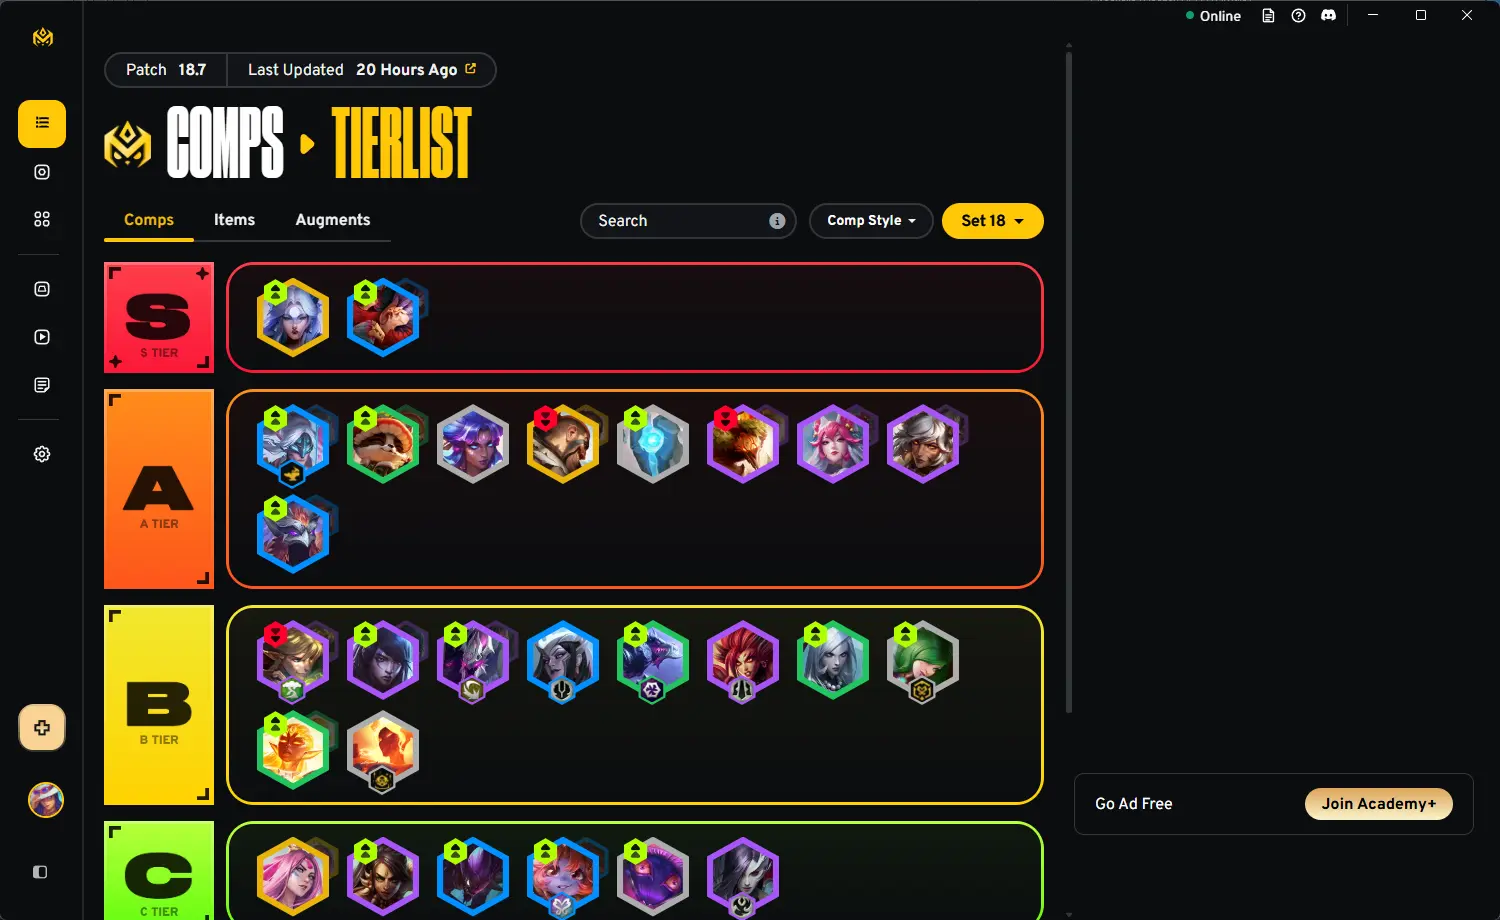 Online
Patch 18.7
Last Updated 20 Hours Ago
COMPS TIERLIST
Comps Items Augments
Search
Comp Style
Set 18
S
S TIER
A
A TIER
B
B TIER
C
C TIER
Go Ad Free
Join Academy+